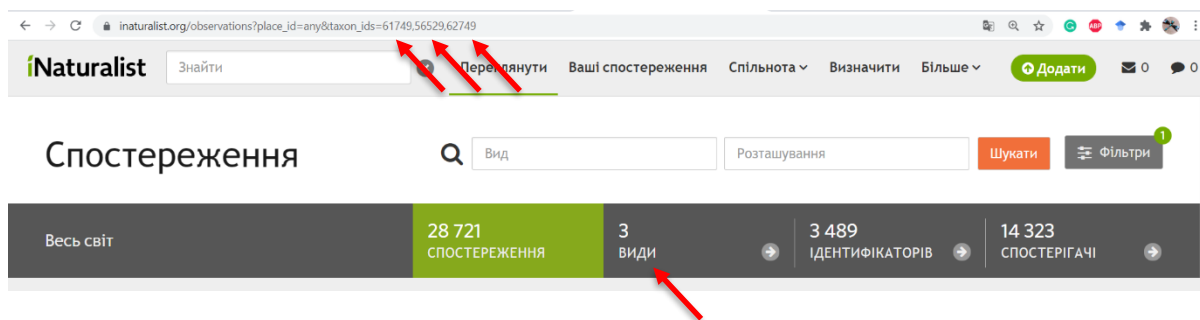 inaturalist.org/observations?place_id=any&taxon_ids=61749,56529,62749
iNaturalist Знайти Переглянути Ваші спостереження Спільнота Визначити Більше Додати 0 0
1
Спостереження Вид Розташування Шукати Фільтри
28 721 3 3 489 14 323
Весь світ СПОСТЕРЕЖЕННЯ ВИДИ ІДЕНТИФІКАТОРІВ СПОСТЕРІГАЧІ